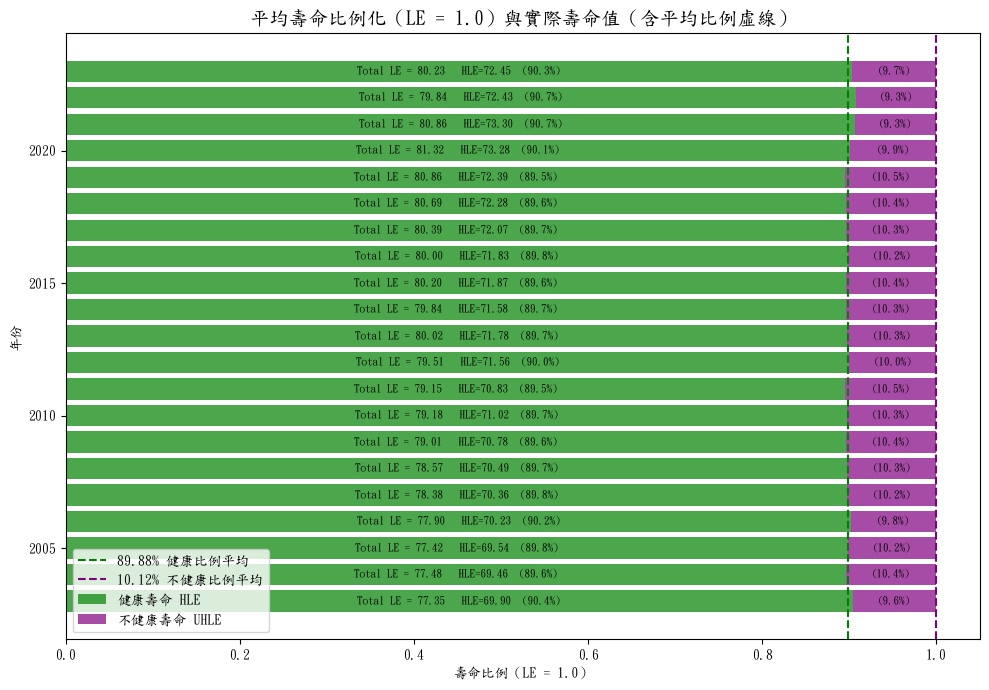 平均壽命比例化（LE = 1.0）與實際壽命值（含平均比例虛線）
Total LE = 80.23 HLE=72.45 (90.3%) (9.7%)
Total LE = 79.84 HLE=72.43 (90.7%) (9.3%)
Total LE = 80.86 HLE=73.30 (90.7%) (9.3%)
2020 Total LE = 81.32 HLE=73.28 (90.1%) (9.9%)
Total LE = 80.86 HLE=72.39 (89.5%) (10.5%)
Total LE = 80.69 HLE=72.28 (89.6%) (10.4%)
Total LE = 80.39 HLE=72.07 (89.7%) (10.3%)
Total LE = 80.00 HLE=71.83 (89.8%) (10.2%)
2015 Total LE = 80.20 HLE=71.87 (89.6%) (10.4%)
Total LE = 79.84 HLE=71.58 (89.7%) (10.3%)
Total LE = 80.02 HLE=71.78 (89.7%) (10.3%)
年份
Total LE = 79.51 HLE=71.56 (90.0%) (10.0%)
Total LE = 79.15 HLE=70.83 (89.5%) (10.5%)
2010 Total LE = 79.18 HLE=71.02 (89.7%) (10.3%)
Total LE = 79.01 HLE=70.78 (89.6%) (10.4%)
Total LE = 78.57 HLE=70.49 (89.7%) (10.3%)
Total LE = 78.38 HLE=70.36 (89.8%) (10.2%)
Total LE = 77.90 HLE=70.23 (90.2%) (9.8%)
2005 Total LE = 77.42 HLE=69.54 (89.8%) (10.2%)
Total LE = 77.48 HLE=69.46 (89.6%) (10.4%)
Total LE = 77.35 HLE=69.90 (90.4%) (9.6%)
89.88% 健康比例平均
10.12% 不健康比例平均
健康壽命 HLE
不健康壽命 UHLE
0.0 0.2 0.4 0.6 0.8 1.0
壽命比例（LE = 1.0）